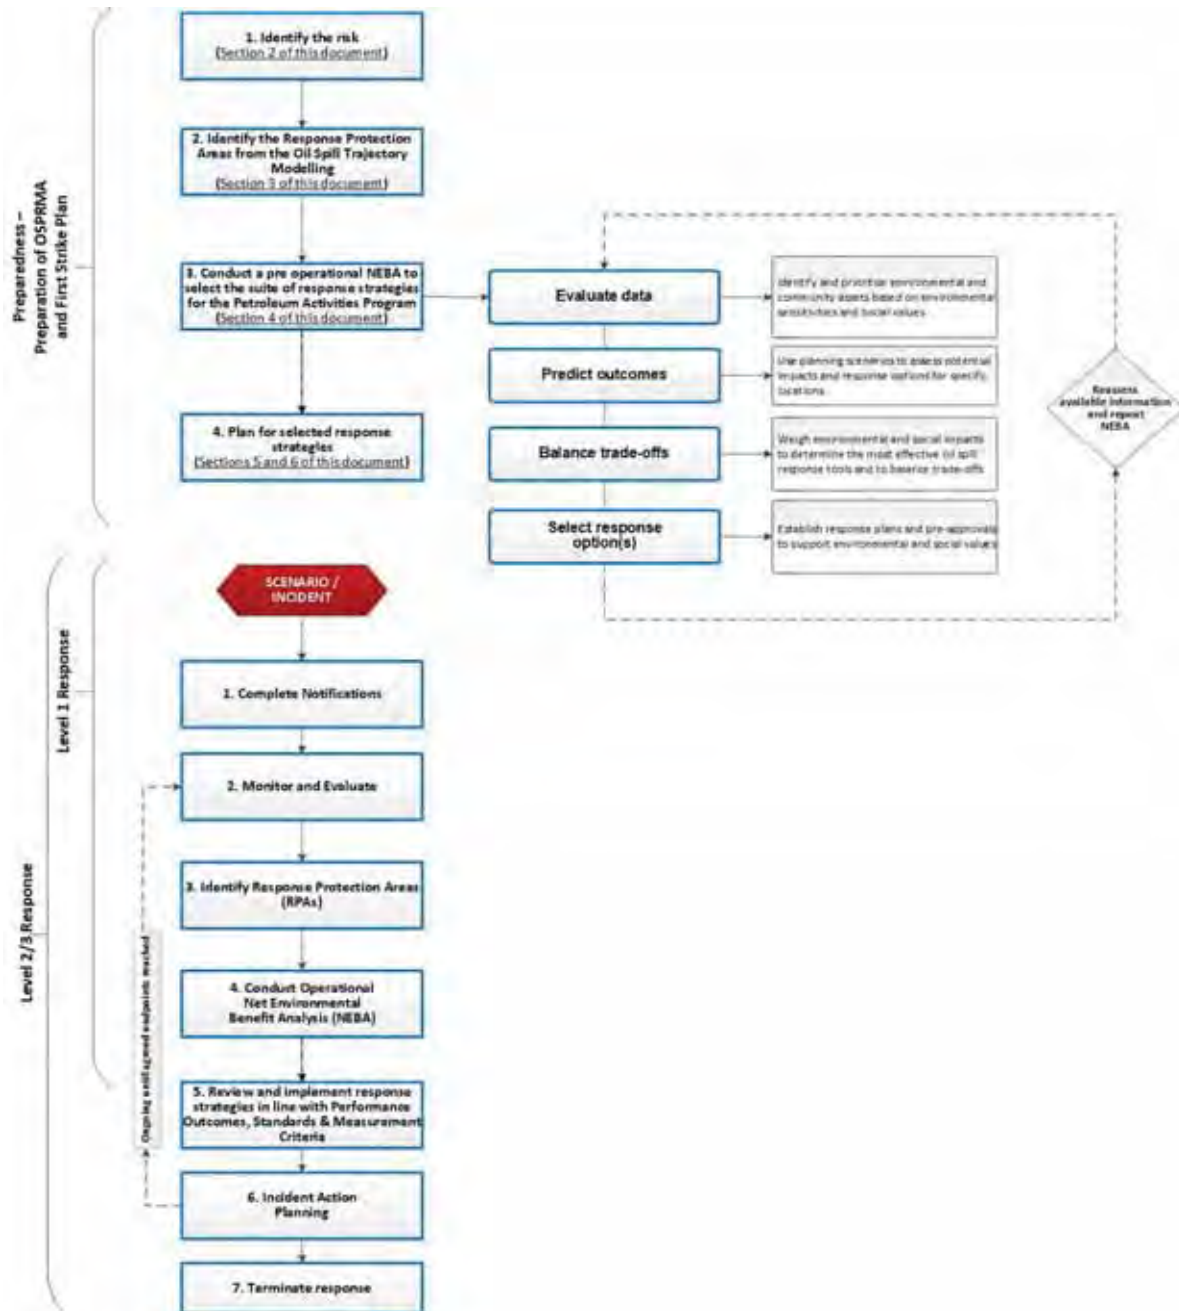 Preparedness –
Preparation of OSPRMA
and First Strike Plan
1. Identify the risk
(Section 2 of this document)
2. Identify the Response Protection
Areas from the Oil Spill Trajectory
Modelling
(Section 3 of this document)
3. Conduct a pre operational NEBA to
select the suite of response strategies
for the Petroleum Activities Program
(Section 4 of this document)
4. Plan for selected response
strategies
(Sections 5 and 6 of this document)
Evaluate data
Identify and prioritise environmental and
community assets based on environmental
sensitivities and social values
Predict outcomes
Use planning scenarios to assess potential
impacts and response options for specify
locations
Balance trade-offs
Weigh environmental and social impacts
to determine the most effective oil spill
response tools and to balance trade-offs
Select response
option(s)
Establish response plans and pre-approvals
to support environmental and social values
Reassess
available information
and repeat
NEBA
Level 2/3 Response
Level 1 Response
SCENARIO /
INCIDENT
1. Complete Notifications
2. Monitor and Evaluate
3. Identify Response Protection Areas
(RPAs)
4. Conduct Operational
Net Environmental
Benefit Analysis (NEBA)
5. Review and implement response
strategies in line with Performance
Outcomes, Standards & Measurement
Criteria
6. Incident Action
Planning
7. Terminate response
Ongoing until agreed endpoints reached